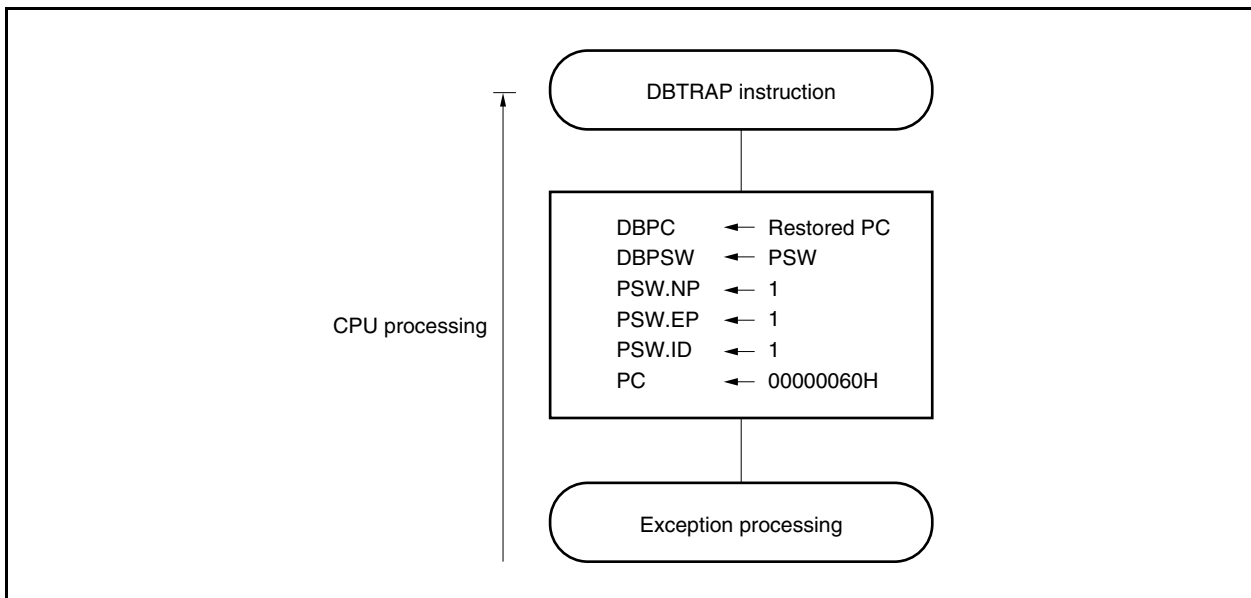 DBTRAP instruction
CPU processing
DBPC ← Restored PC
DBPSW ← PSW
PSW.NP ← 1
PSW.EP ← 1
PSW.ID ← 1
PC ← 00000060H
Exception processing